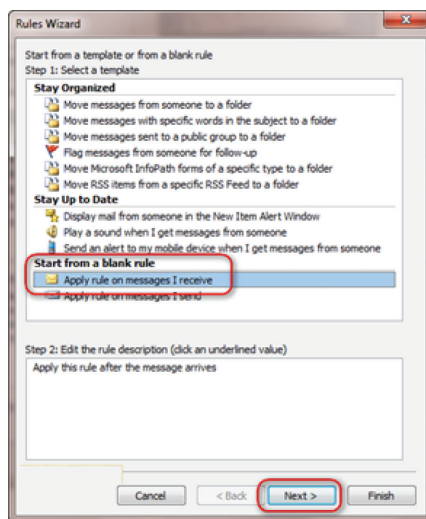 Rules Wizard
Start from a template or from a blank rule
Step 1: Select a template
Stay Organized
Move messages from someone to a folder
Move messages with specific words in the subject to a folder
Move messages sent to a public group to a folder
Flag messages from someone for follow-up
Move Microsoft InfoPath forms of a specific type to a folder
Move RSS items from a specific RSS Feed to a folder
Stay Up to Date
Display mail from someone in the New Item Alert Window
Play a sound when I get messages from someone
Send an alert to my mobile device when I get messages from someone
Start from a blank rule
Apply rule on messages I receive
Apply rule on messages I send
Step 2: Edit the rule description (click an underlined value)
Apply this rule after the message arrives
Cancel < Back Next > Finish